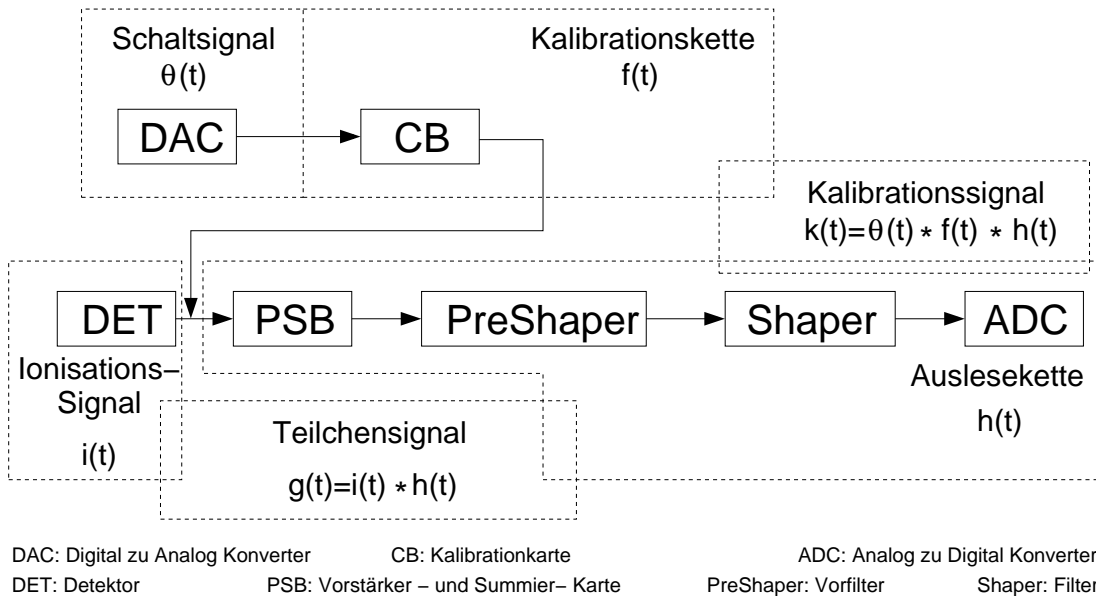 Schaltsignal
θ(t)
Kalibrationskette
f(t)
DAC
CB
Kalibrationssignal
k(t)=θ(t) * f(t) * h(t)
DET
PSB
PreShaper
Shaper
ADC
Ionisations–
Signal
i(t)
Auslesekette
h(t)
Teilchensignal
g(t)=i(t) * h(t)
DAC: Digital zu Analog Konverter
CB: Kalibrationkarte
ADC: Analog zu Digital Konverter
DET: Detektor
PSB: Vorstärker – und Summier– Karte
PreShaper: Vorfilter
Shaper: Filter